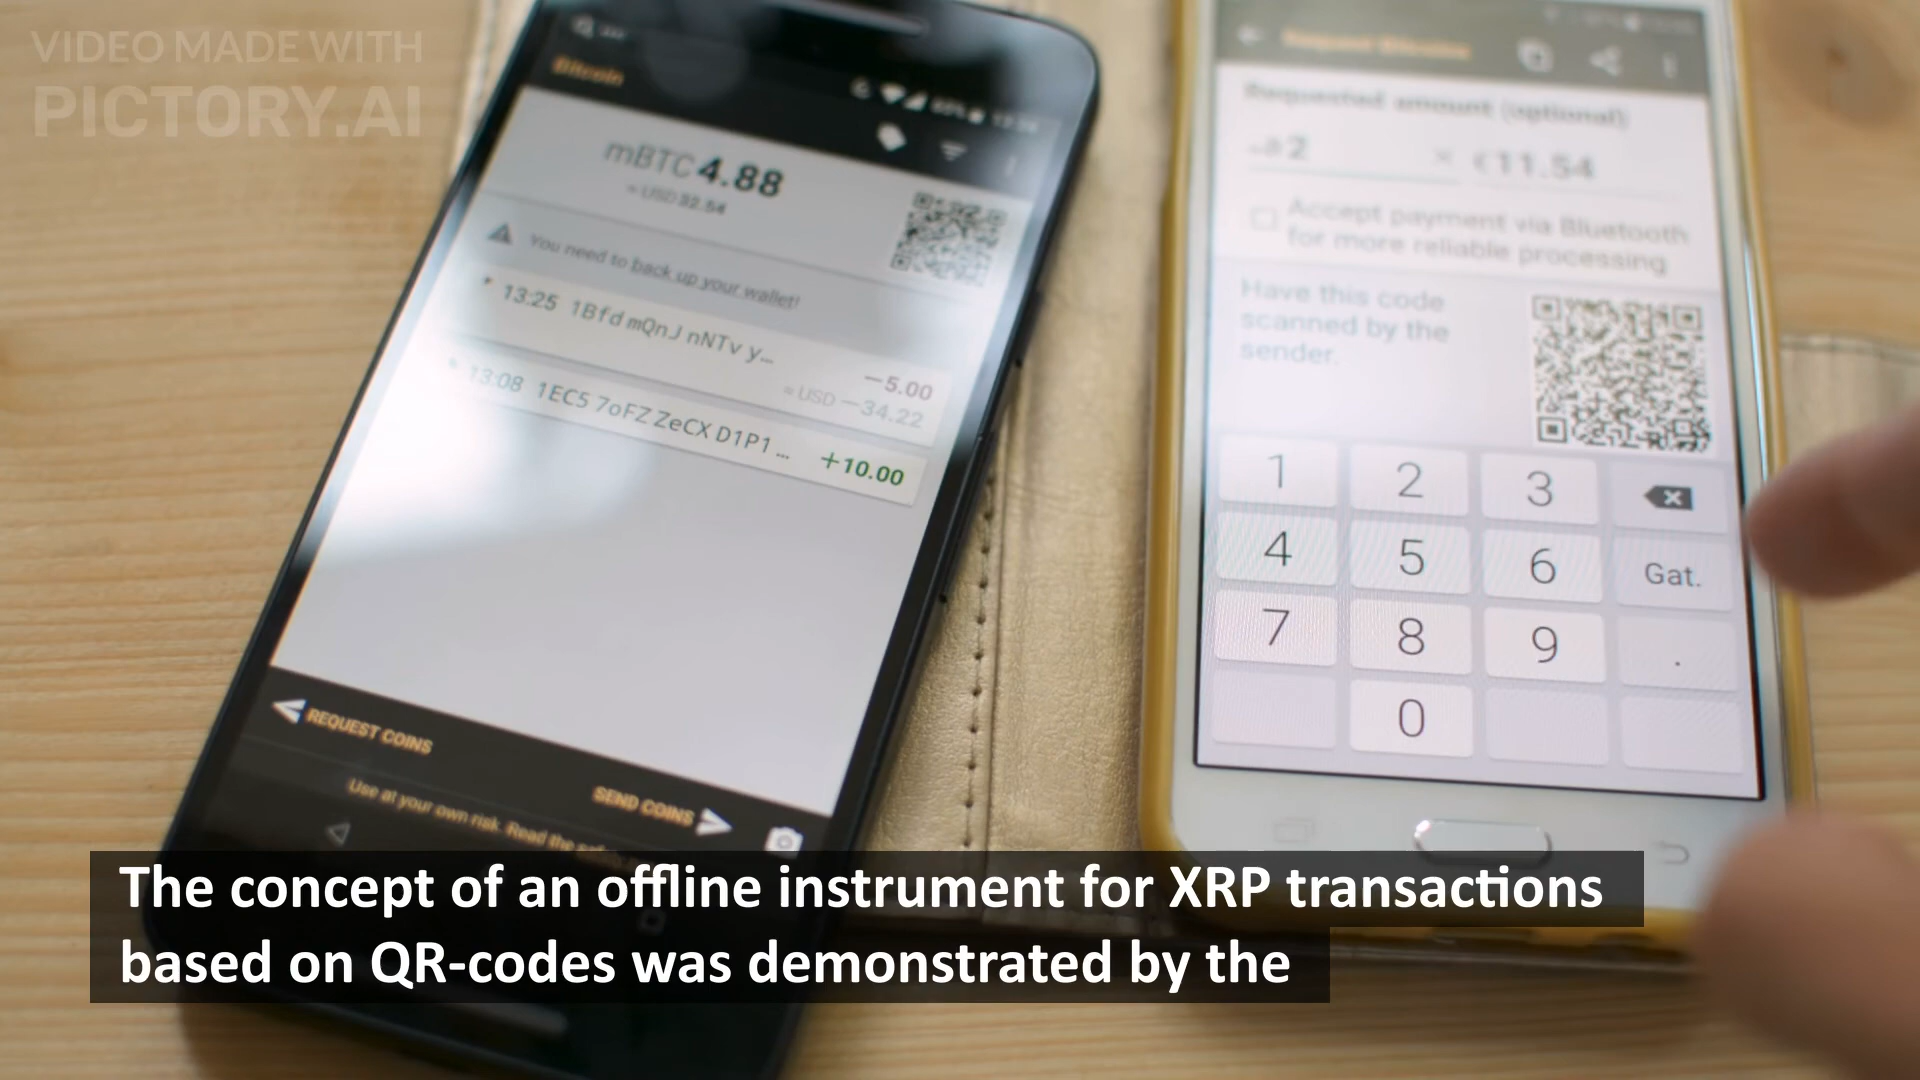 VIDEO MADE WITH
PICTORY.AI
Bitcoin
mBTC 4.88
≈ USD 32.54
You need to back up your wallet!
13:25 1Bfd mQnJ nNTv y...
−5.00
≈ USD −34.22
13:08 1EC5 7oFZ ZeCX D1P1 ...
+10.00
REQUEST COINS
SEND COINS
Use at your own risk. Read the
Request Bitcoins
Requested amount (optional)
2 × €11.54
Accept payment via Bluetooth
for more reliable processing
Have this code
scanned by the
sender.
1 2 3
4 5 6 Gat.
7 8 9 .
0
The concept of an offline instrument for XRP transactions
based on QR-codes was demonstrated by the